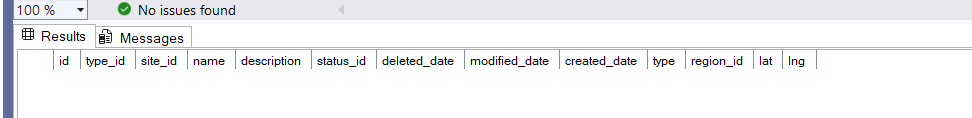 100 % No issues found
Results Messages
id type_id site_id name description status_id deleted_date modified_date created_date type region_id lat lng